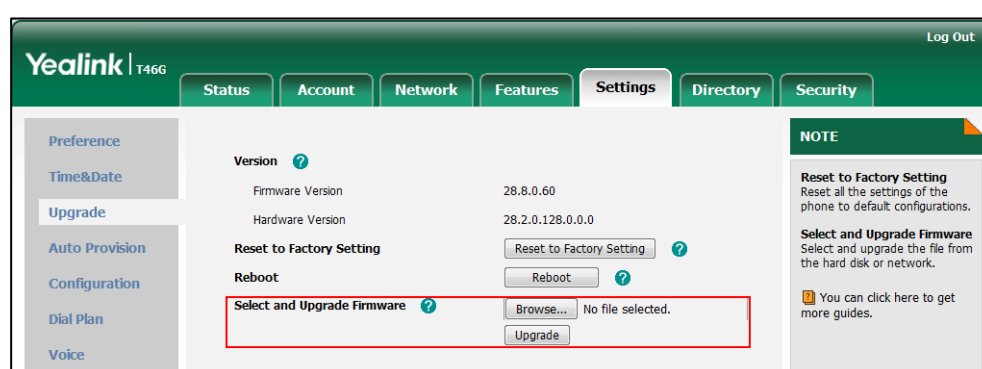 Log Out
Yealink | T46G
Status Account Network Features Settings Directory Security
Preference
Time&Date
Upgrade
Auto Provision
Configuration
Dial Plan
Voice
Version ?
Firmware Version 28.8.0.60
Hardware Version 28.2.0.128.0.0.0
Reset to Factory Setting Reset to Factory Setting ?
Reboot Reboot ?
Select and Upgrade Firmware ? Browse... No file selected.
Upgrade
NOTE
Reset to Factory Setting
Reset all the settings of the
phone to default configurations.
Select and Upgrade Firmware
Select and upgrade the file from
the hard disk or network.
? You can click here to get
more guides.